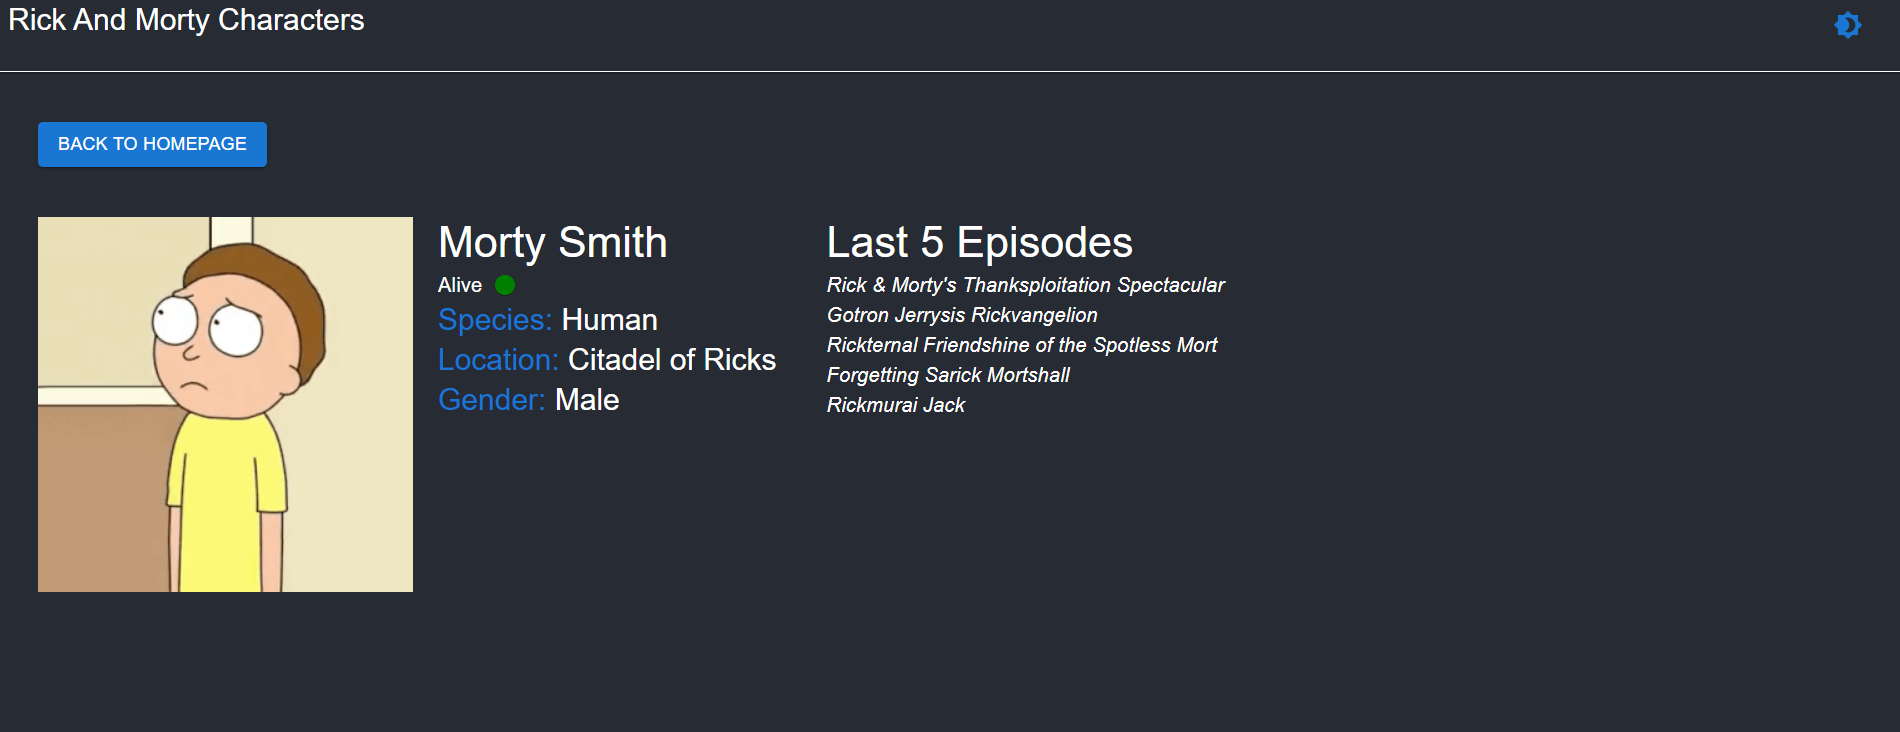 Rick And Morty Characters
BACK TO HOMEPAGE
Morty Smith
Alive
Species: Human
Location: Citadel of Ricks
Gender: Male
Last 5 Episodes
Rick & Morty's Thanksploitation Spectacular
Gotron Jerrysis Rickvangelion
Rickternal Friendshine of the Spotless Mort
Forgetting Sarick Mortshall
Rickmurai Jack